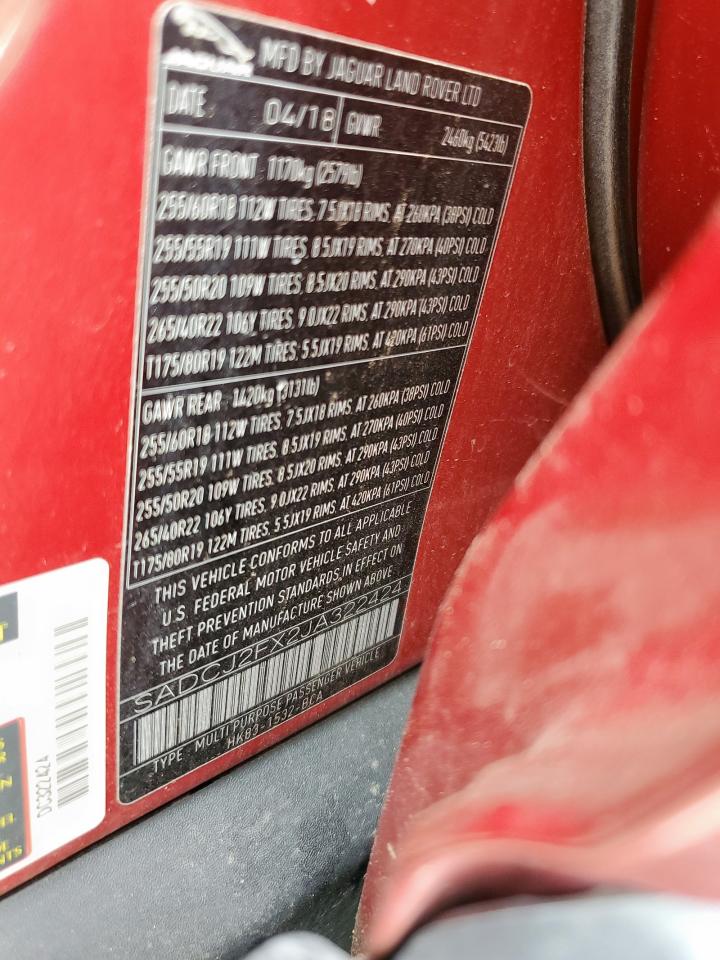 JAGUAR MFD BY JAGUAR LAND ROVER LTD
DATE: 04/18 GVWR 2460kg (5423lb)
GAWR FRONT 1170kg (2579lb)
255/60R18 112W TIRES, 7.5JX18 RIMS, AT 260KPA (38PSI) COLD
255/55R19 111W TIRES, 8.5JX19 RIMS, AT 270KPA (40PSI) COLD
255/50R20 109W TIRES, 8.5JX20 RIMS, AT 290KPA (43PSI) COLD
265/40R22 106Y TIRES, 9.0JX22 RIMS, AT 290KPA (43PSI) COLD
T175/80R19 122M TIRES, 5.5JX19 RIMS, AT 420KPA (61PSI) COLD
GAWR REAR 1420kg (3131lb)
255/60R18 112W TIRES, 7.5JX18 RIMS, AT 260KPA (38PSI) COLD
255/55R19 111W TIRES, 8.5JX19 RIMS, AT 270KPA (40PSI) COLD
255/50R20 109W TIRES, 8.5JX20 RIMS, AT 290KPA (43PSI) COLD
265/40R22 106Y TIRES, 9.0JX22 RIMS, AT 290KPA (43PSI) COLD
T175/80R19 122M TIRES, 5.5JX19 RIMS, AT 420KPA (61PSI) COLD
THIS VEHICLE CONFORMS TO ALL APPLICABLE
U.S. FEDERAL MOTOR VEHICLE SAFETY AND
THEFT PREVENTION STANDARDS IN EFFECT ON
THE DATE OF MANUFACTURE SHOWN ABOVE
SADCJ2FX2JA322424
TYPE MULTI PURPOSE PASSENGER VEHICLE
HK83-1532-BCA
DC322424